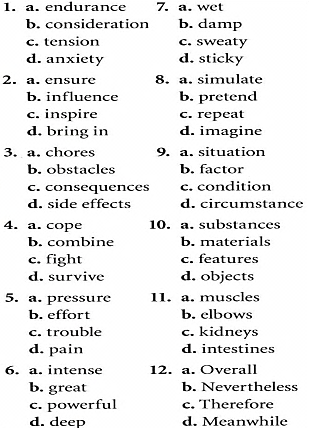 1. a. endurance
b. consideration
c. tension
d. anxiety
2. a. ensure
b. influence
c. inspire
d. bring in
3. a. chores
b. obstacles
c. consequences
d. side effects
4. a. cope
b. combine
c. fight
d. survive
5. a. pressure
b. effort
c. trouble
d. pain
6. a. intense
b. great
c. powerful
d. deep
7. a. wet
b. damp
c. sweaty
d. sticky
8. a. simulate
b. pretend
c. repeat
d. imagine
9. a. situation
b. factor
c. condition
d. circumstance
10. a. substances
b. materials
c. features
d. objects
11. a. muscles
b. elbows
c. kidneys
d. intestines
12. a. Overall
b. Nevertheless
c. Therefore
d. Meanwhile